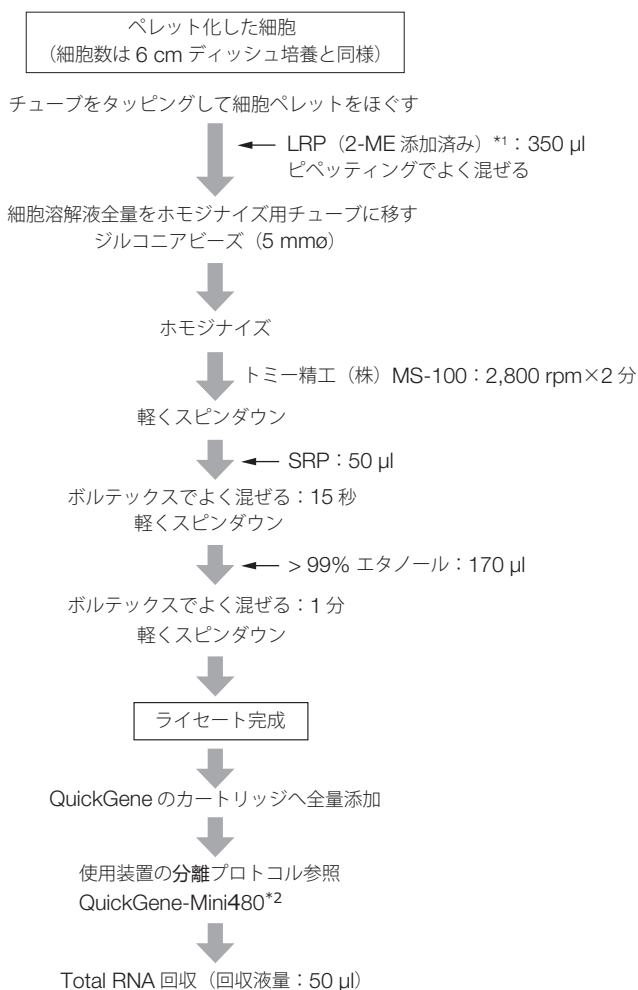 ペレット化した細胞
（細胞数は 6 cm ディッシュ培養と同様）
チューブをタッピングして細胞ペレットをほぐす
LRP（2-ME 添加済み）*1：350 µl
ピペッティングでよく混ぜる
細胞溶解液全量をホモジナイズ用チューブに移す
ジルコニアビーズ（5 mmø）
ホモジナイズ
トミー精工（株）MS-100：2,800 rpm×2 分
軽くスピンダウン
SRP：50 µl
ボルテックスでよく混ぜる：15 秒
軽くスピンダウン
> 99% エタノール：170 µl
ボルテックスでよく混ぜる：1 分
軽くスピンダウン
ライセート完成
QuickGene のカートリッジへ全量添加
使用装置の分離プロトコル参照
QuickGene-Mini480*2
Total RNA 回収（回収液量：50 µl）